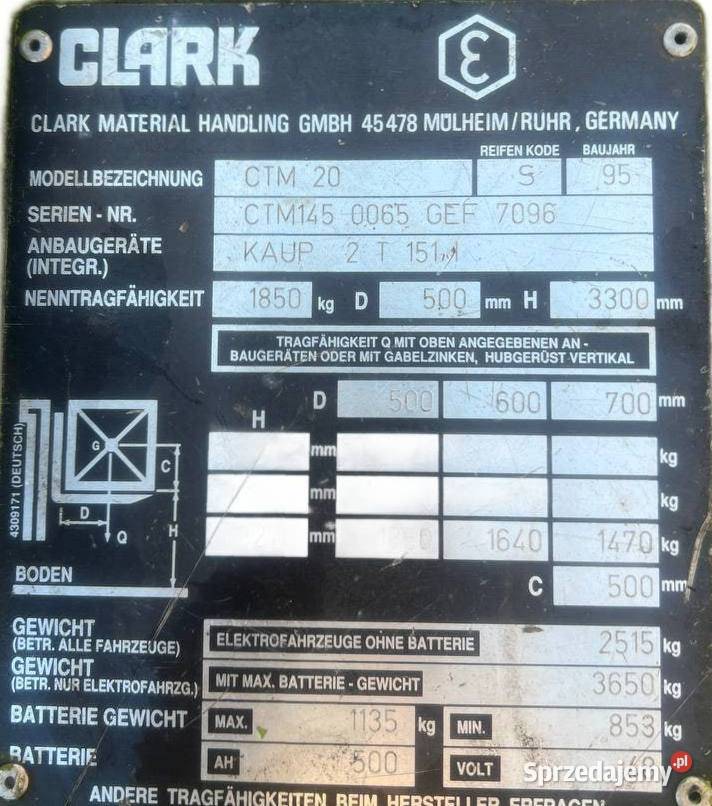 CLARK
CLARK MATERIAL HANDLING GMBH 45478 MÜLHEIM/RUHR, GERMANY
REIFEN KODE BAUJAHR
MODELLBEZEICHNUNG CTM 20 S 95
SERIEN - NR. CTM145 0065 GEF 7096
ANBAUGERÄTE (INTEGR.) KAUP 2 T 151.1
NENNTRAGFÄHIGKEIT 1850 kg D 500 mm H 3300 mm
TRAGFÄHIGKEIT Q MIT OBEN ANGEGEBENEN AN -
BAUGERÄTEN ODER MIT GABELZINKEN, HUBGERÜST VERTIKAL
D 500 600 700 mm
H
mm kg
mm kg
mm 1640 1470 kg
C 500 mm
4309171 (DEUTSCH)
G
C
D
H
Q
BODEN
GEWICHT
(BETR. ALLE FAHRZEUGE) ELEKTROFAHRZEUGE OHNE BATTERIE 2515 kg
GEWICHT
(BETR. NUR ELEKTROFAHRZG.) MIT MAX. BATTERIE - GEWICHT 3650 kg
BATTERIE GEWICHT MAX. 1135 kg MIN. 853 kg
BATTERIE AH 500 VOLT
ANDERE TRAGFÄHIGKEITEN BEIM HERSTELLER ERFRAGEN
Sprzedajemy.pl